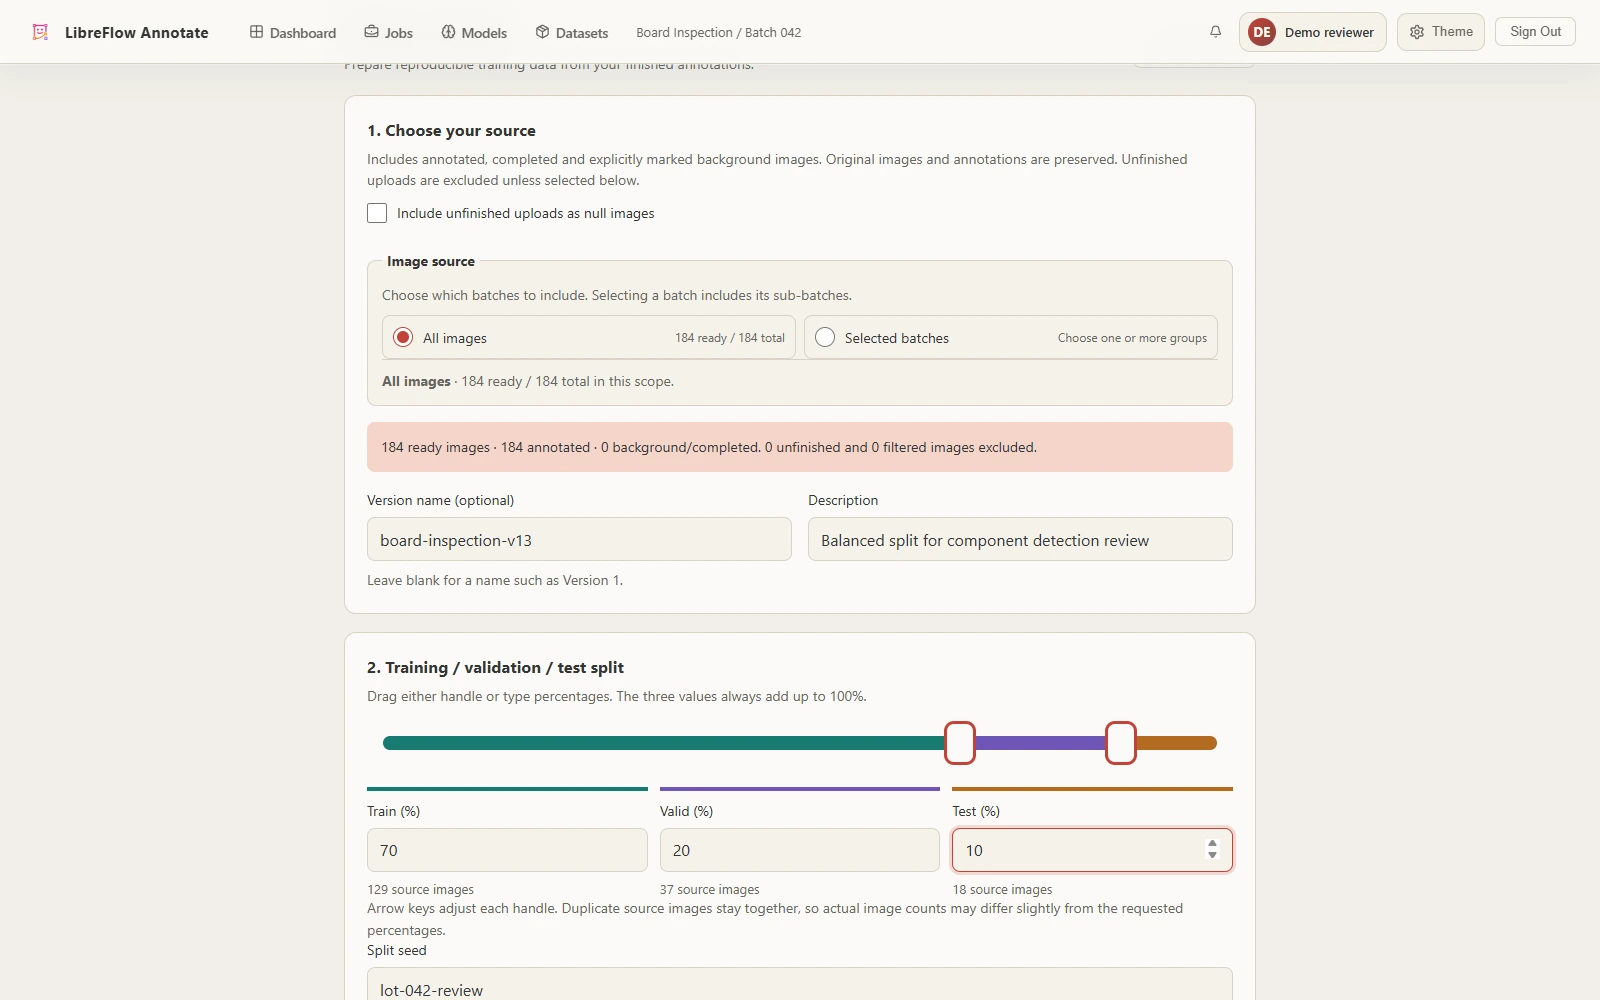 LibreFlow Annotate
Dashboard
Jobs
Models
Datasets
Board Inspection / Batch 042
DE
Demo reviewer
Theme
Sign Out
Prepare reproducible training data from your finished annotations.
1. Choose your source
Includes annotated, completed and explicitly marked background images. Original images and annotations are preserved. Unfinished
uploads are excluded unless selected below.
Include unfinished uploads as null images
Image source
Choose which batches to include. Selecting a batch includes its sub-batches.
All images
184 ready / 184 total
Selected batches
Choose one or more groups
All images · 184 ready / 184 total in this scope.
184 ready images · 184 annotated · 0 background/completed. 0 unfinished and 0 filtered images excluded.
Version name (optional)
Description
board-inspection-v13
Balanced split for component detection review
Leave blank for a name such as Version 1.
2. Training / validation / test split
Drag either handle or type percentages. The three values always add up to 100%.
Train (%)
Valid (%)
Test (%)
70
20
10
129 source images
37 source images
18 source images
Arrow keys adjust each handle. Duplicate source images stay together, so actual image counts may differ slightly from the requested
percentages.
Split seed
lot-042-review